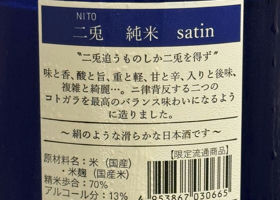 NITO
二兎 純米 satin
"二兎追うものしか二兎を得ず"
味と香、酸と旨、重と軽、甘と辛、入りと後味、
複雑と綺麗…。二律背反する二つの
コトガラを最高のバランス味わいになるよう
に造りました。
～絹のような滑らかな日本酒です～
原材料名：米（国産）
・米麹（国産米）
精米歩合：70%
アルコール分：13%
【限定流通商品】
4953867030665